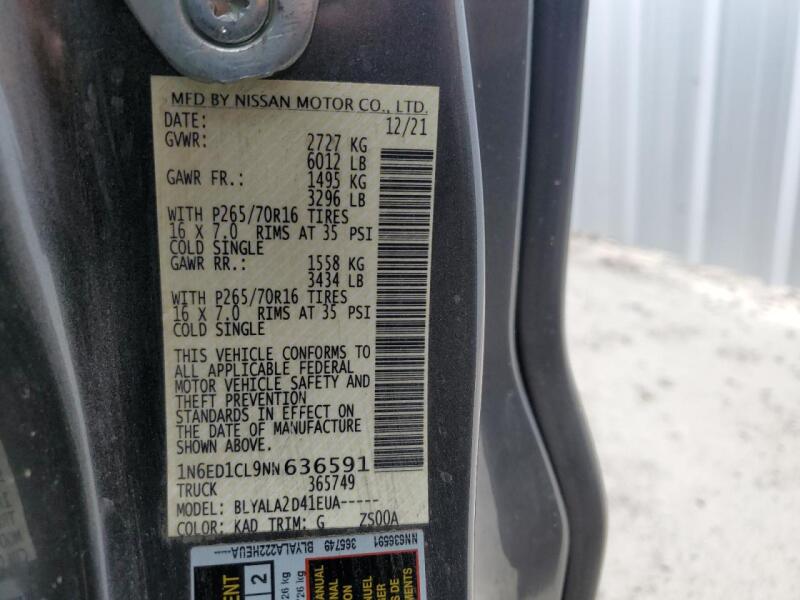 MFD BY NISSAN MOTOR CO., LTD.
DATE: 12/21
GVWR: 2727 KG
6012 LB
GAWR FR.: 1495 KG
3296 LB
WITH P265/70R16 TIRES
16 X 7.0 RIMS AT 35 PSI
COLD SINGLE
GAWR RR.: 1558 KG
3434 LB
WITH P265/70R16 TIRES
16 X 7.0 RIMS AT 35 PSI
COLD SINGLE
THIS VEHICLE CONFORMS TO
ALL APPLICABLE FEDERAL
MOTOR VEHICLE SAFETY AND
THEFT PREVENTION
STANDARDS IN EFFECT ON
THE DATE OF MANUFACTURE
SHOWN ABOVE.
1N6ED1CL9NN636591
TRUCK 365749
MODEL: BLYALA2D41EUA-----
COLOR: KAD TRIM: G ZS00A
NN636591
365749 BLYALA222HEUA----
2